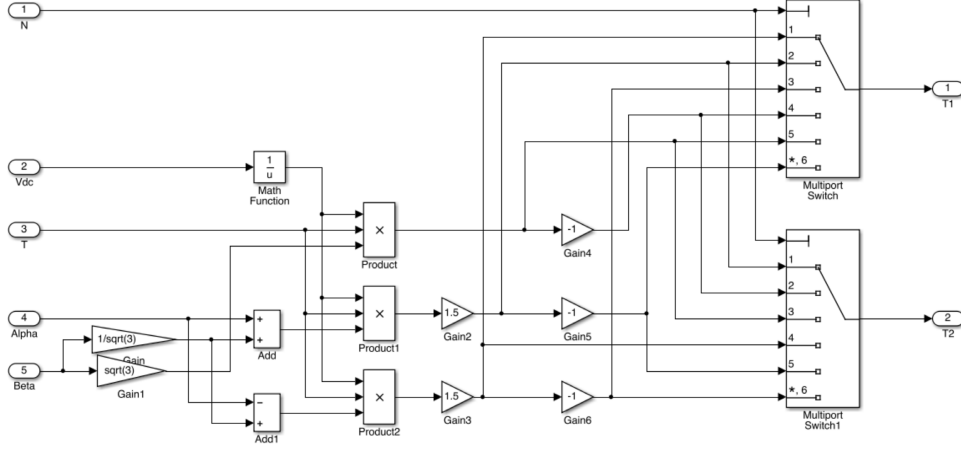 1
N
2
Vdc
3
T
4
Alpha
5
Beta
1
u
Math
Function
1/sqrt(3)
Gain
sqrt(3)
Gain1
+
+
Add
−
+
Add1
×
Product
×
Product1
×
Product2
1.5
Gain2
1.5
Gain3
-1
Gain4
-1
Gain5
-1
Gain6
1
2
3
4
5
*, 6
Multiport
Switch
1
2
3
4
5
*, 6
Multiport
Switch1
1
T1
2
T2